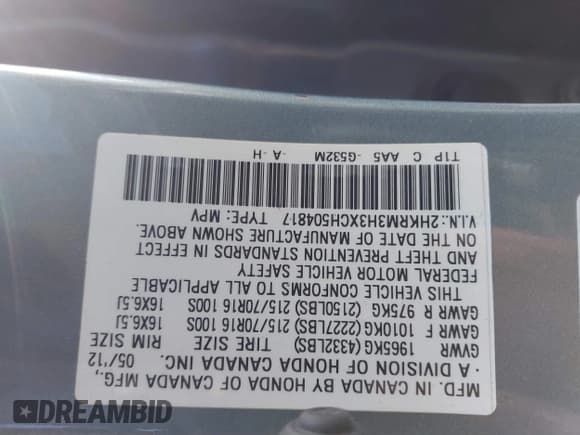 MFD. IN CANADA BY HONDA OF CANADA MFG.,
- A DIVISION OF HONDA CANADA INC. 05/'12
GVWR TIRE SIZE RIM SIZE
1965KG(4332LBS)
GAWR F 1010KG (2227LBS) 215/70R16 100S 16X6.5J
GAWR R 975KG (2150LBS) 215/70R16 100S 16X6.5J
THIS VEHICLE CONFORMS TO ALL APPLICABLE
FEDERAL MOTOR VEHICLE SAFETY
AND THEFT PREVENTION STANDARDS IN EFFECT
ON THE DATE OF MANUFACTURE SHOWN ABOVE.
V.I.N.: 2HKRM3H3XCH504817 TYPE: MPV
T1P C AA5 -G532M -A -H
DREAMBID